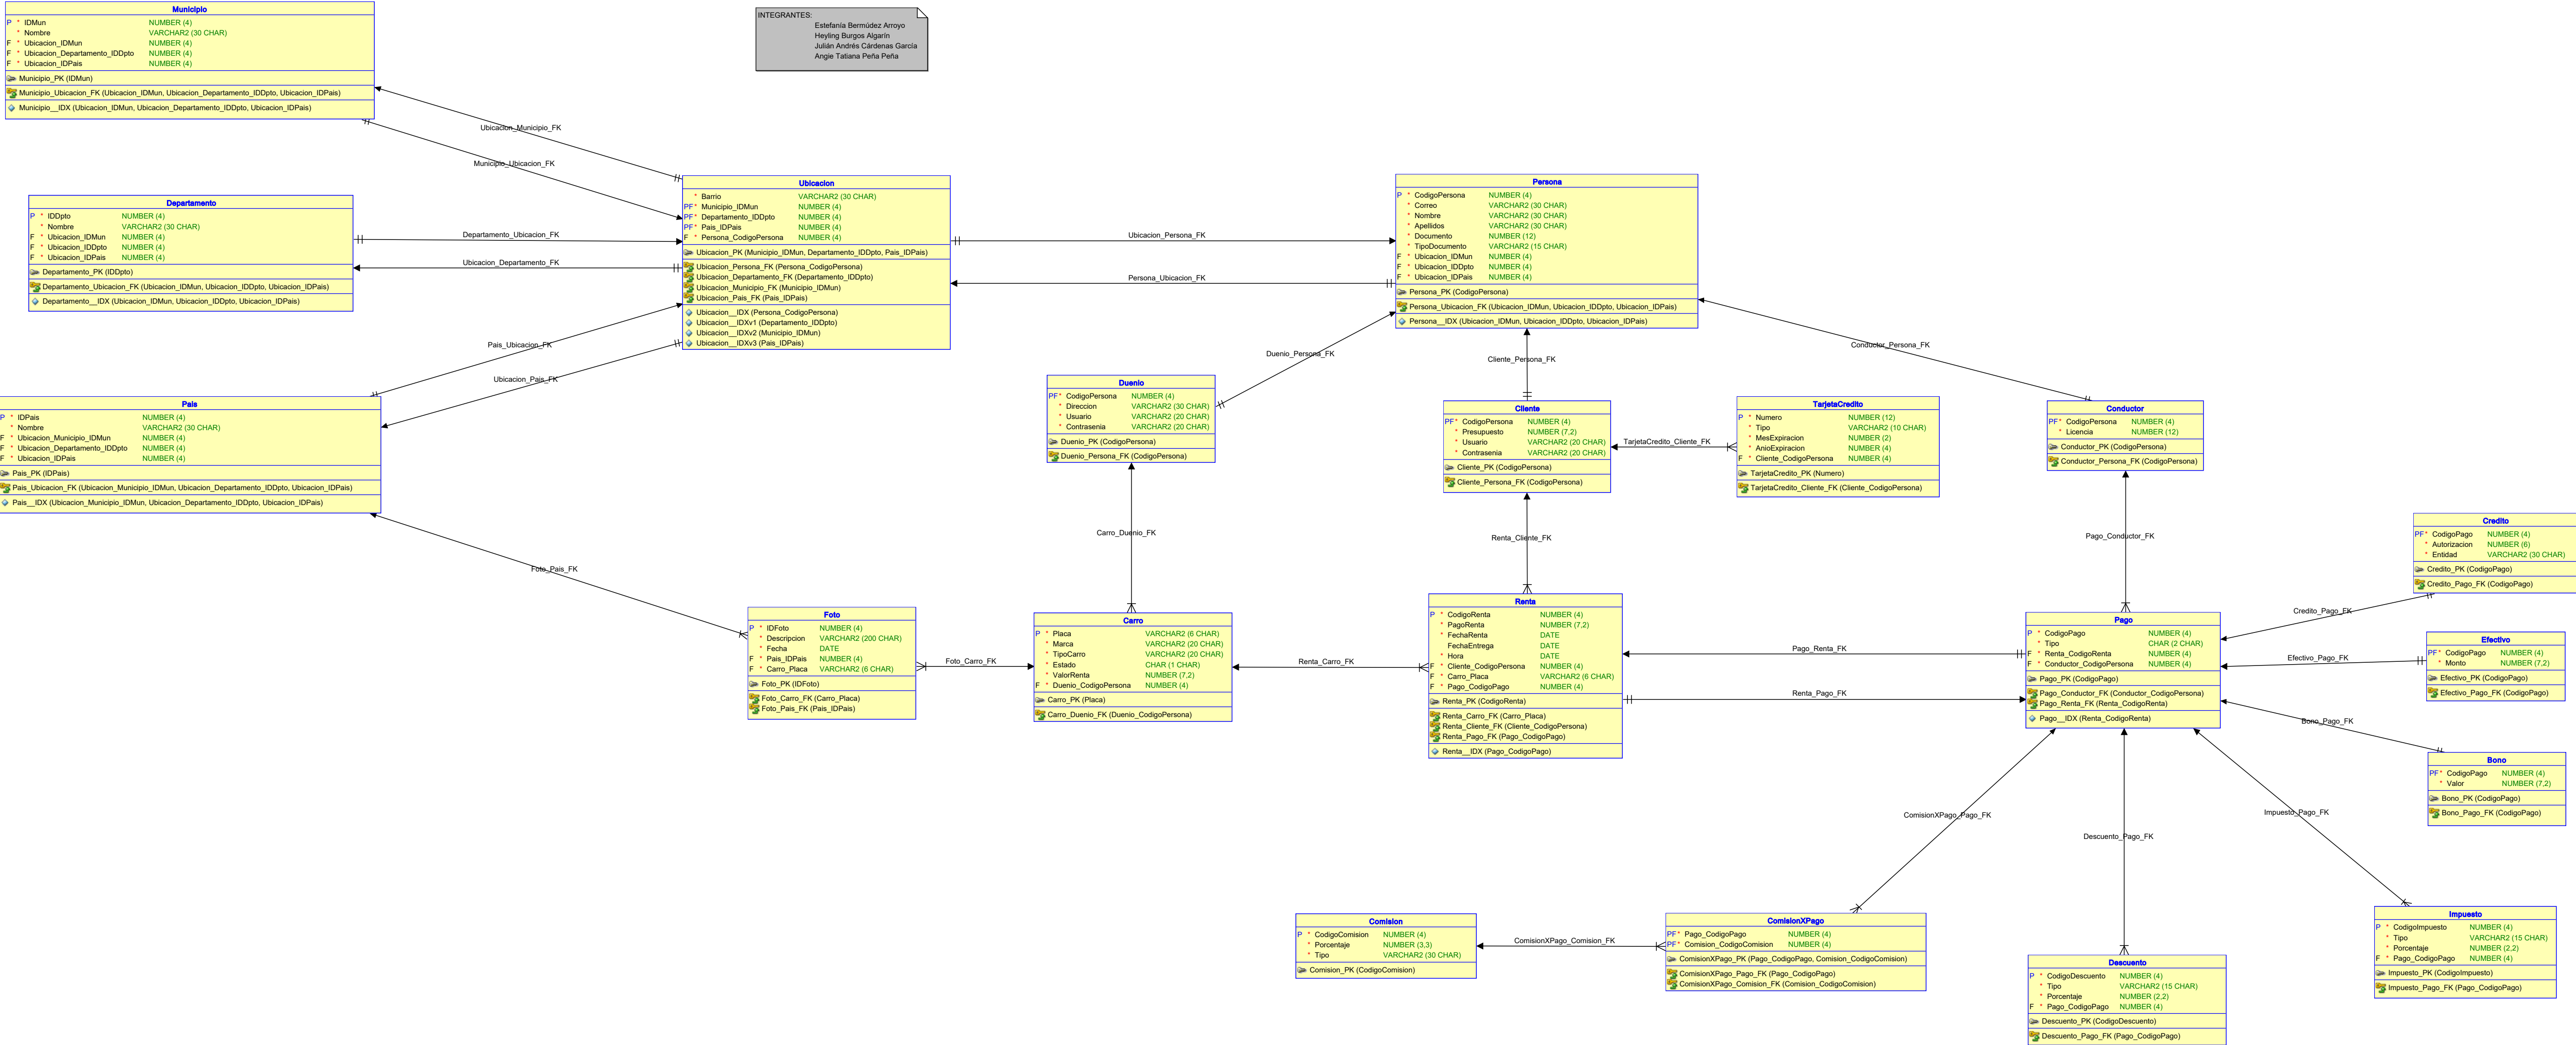 Municipio
P * IDMun NUMBER (4)
* Nombre VARCHAR2 (30 CHAR)
F * Ubicacion_IDMun NUMBER (4)
F * Ubicacion_Departamento_IDDpto NUMBER (4)
F * Ubicacion_IDPais NUMBER (4)
Municipio_PK (IDMun)
Municipio_Ubicacion_FK (Ubicacion_IDMun, Ubicacion_Departamento_IDDpto, Ubicacion_IDPais)
Municipio__IDX (Ubicacion_IDMun, Ubicacion_Departamento_IDDpto, Ubicacion_IDPais)
INTEGRANTES:
Estefanía Bermúdez Arroyo
Heyling Burgos Algarín
Julián Andrés Cárdenas García
Angie Tatiana Peña Peña
Ubicacion_Municipio_FK
Municipio_Ubicacion_FK
Departamento
P * IDDpto NUMBER (4)
* Nombre VARCHAR2 (30 CHAR)
F * Ubicacion_IDMun NUMBER (4)
F * Ubicacion_IDDpto NUMBER (4)
F * Ubicacion_IDPais NUMBER (4)
Departamento_PK (IDDpto)
Departamento_Ubicacion_FK (Ubicacion_IDMun, Ubicacion_IDDpto, Ubicacion_IDPais)
Departamento__IDX (Ubicacion_IDMun, Ubicacion_IDDpto, Ubicacion_IDPais)
Departamento_Ubicacion_FK
Ubicacion_Departamento_FK
Ubicacion
* Barrio VARCHAR2 (30 CHAR)
PF* Municipio_IDMun NUMBER (4)
PF* Departamento_IDDpto NUMBER (4)
PF* Pais_IDPais NUMBER (4)
F * Persona_CodigoPersona NUMBER (4)
Ubicacion_PK (Municipio_IDMun, Departamento_IDDpto, Pais_IDPais)
Ubicacion_Persona_FK (Persona_CodigoPersona)
Ubicacion_Departamento_FK (Departamento_IDDpto)
Ubicacion_Municipio_FK (Municipio_IDMun)
Ubicacion_Pais_FK (Pais_IDPais)
Ubicacion__IDX (Persona_CodigoPersona)
Ubicacion__IDXv1 (Departamento_IDDpto)
Ubicacion__IDXv2 (Municipio_IDMun)
Ubicacion__IDXv3 (Pais_IDPais)
Ubicacion_Persona_FK
Persona_Ubicacion_FK
Persona
P * CodigoPersona NUMBER (4)
* Correo VARCHAR2 (30 CHAR)
* Nombre VARCHAR2 (30 CHAR)
* Apellidos VARCHAR2 (30 CHAR)
* Documento NUMBER (12)
* TipoDocumento VARCHAR2 (15 CHAR)
F * Ubicacion_IDMun NUMBER (4)
F * Ubicacion_IDDpto NUMBER (4)
F * Ubicacion_IDPais NUMBER (4)
Persona_PK (CodigoPersona)
Persona_Ubicacion_FK (Ubicacion_IDMun, Ubicacion_IDDpto, Ubicacion_IDPais)
Persona__IDX (Ubicacion_IDMun, Ubicacion_IDDpto, Ubicacion_IDPais)
Pais_Ubicacion_FK
Ubicacion_Pais_FK
Duenio_Persona_FK
Cliente_Persona_FK
Conductor_Persona_FK
Pais
P * IDPais NUMBER (4)
* Nombre VARCHAR2 (30 CHAR)
F * Ubicacion_Municipio_IDMun NUMBER (4)
F * Ubicacion_Departamento_IDDpto NUMBER (4)
F * Ubicacion_IDPais NUMBER (4)
Pais_PK (IDPais)
Pais_Ubicacion_FK (Ubicacion_Municipio_IDMun, Ubicacion_Departamento_IDDpto, Ubicacion_IDPais)
Pais__IDX (Ubicacion_Municipio_IDMun, Ubicacion_Departamento_IDDpto, Ubicacion_IDPais)
Duenio
PF* CodigoPersona NUMBER (4)
* Direccion VARCHAR2 (30 CHAR)
* Usuario VARCHAR2 (20 CHAR)
* Contrasenia VARCHAR2 (20 CHAR)
Duenio_PK (CodigoPersona)
Duenio_Persona_FK (CodigoPersona)
Cliente
PF* CodigoPersona NUMBER (4)
* Presupuesto NUMBER (7,2)
* Usuario VARCHAR2 (20 CHAR)
* Contrasenia VARCHAR2 (20 CHAR)
Cliente_PK (CodigoPersona)
Cliente_Persona_FK (CodigoPersona)
TarjetaCredito_Cliente_FK
TarjetaCredito
P * Numero NUMBER (12)
* Tipo VARCHAR2 (10 CHAR)
* MesExpiracion NUMBER (2)
* AnioExpiracion NUMBER (4)
F * Cliente_CodigoPersona NUMBER (4)
TarjetaCredito_PK (Numero)
TarjetaCredito_Cliente_FK (Cliente_CodigoPersona)
Conductor
PF* CodigoPersona NUMBER (4)
* Licencia NUMBER (12)
Conductor_PK (CodigoPersona)
Conductor_Persona_FK (CodigoPersona)
Foto_Pais_FK
Carro_Duenio_FK
Renta_Cliente_FK
Pago_Conductor_FK
Credito
PF* CodigoPago NUMBER (4)
* Autorizacion NUMBER (6)
* Entidad VARCHAR2 (30 CHAR)
Credito_PK (CodigoPago)
Credito_Pago_FK (CodigoPago)
Foto
P * IDFoto NUMBER (4)
* Descripcion VARCHAR2 (200 CHAR)
* Fecha DATE
F * Pais_IDPais NUMBER (4)
F * Carro_Placa VARCHAR2 (6 CHAR)
Foto_PK (IDFoto)
Foto_Carro_FK (Carro_Placa)
Foto_Pais_FK (Pais_IDPais)
Foto_Carro_FK
Carro
P * Placa VARCHAR2 (6 CHAR)
* Marca VARCHAR2 (20 CHAR)
* TipoCarro VARCHAR2 (20 CHAR)
* Estado CHAR (1 CHAR)
* ValorRenta NUMBER (7,2)
F * Duenio_CodigoPersona NUMBER (4)
Carro_PK (Placa)
Carro_Duenio_FK (Duenio_CodigoPersona)
Renta_Carro_FK
Renta
P * CodigoRenta NUMBER (4)
* PagoRenta NUMBER (7,2)
* FechaRenta DATE
FechaEntrega DATE
* Hora DATE
F * Cliente_CodigoPersona NUMBER (4)
F * Carro_Placa VARCHAR2 (6 CHAR)
F * Pago_CodigoPago NUMBER (4)
Renta_PK (CodigoRenta)
Renta_Carro_FK (Carro_Placa)
Renta_Cliente_FK (Cliente_CodigoPersona)
Renta_Pago_FK (Pago_CodigoPago)
Renta__IDX (Pago_CodigoPago)
Pago_Renta_FK
Renta_Pago_FK
Pago
P * CodigoPago NUMBER (4)
* Tipo CHAR (2 CHAR)
F * Renta_CodigoRenta NUMBER (4)
F * Conductor_CodigoPersona NUMBER (4)
Pago_PK (CodigoPago)
Pago_Conductor_FK (Conductor_CodigoPersona)
Pago_Renta_FK (Renta_CodigoRenta)
Pago__IDX (Renta_CodigoRenta)
Credito_Pago_FK
Efectivo_Pago_FK
Bono_Pago_FK
Efectivo
PF* CodigoPago NUMBER (4)
* Monto NUMBER (7,2)
Efectivo_PK (CodigoPago)
Efectivo_Pago_FK (CodigoPago)
Bono
PF* CodigoPago NUMBER (4)
* Valor NUMBER (7,2)
Bono_PK (CodigoPago)
Bono_Pago_FK (CodigoPago)
ComisionXPago_Pago_FK
Descuento_Pago_FK
Impuesto_Pago_FK
Comision
P * CodigoComision NUMBER (4)
* Porcentaje NUMBER (3,3)
* Tipo VARCHAR2 (30 CHAR)
Comision_PK (CodigoComision)
ComisionXPago_Comision_FK
ComisionXPago
PF* Pago_CodigoPago NUMBER (4)
PF* Comision_CodigoComision NUMBER (4)
ComisionXPago_PK (Pago_CodigoPago, Comision_CodigoComision)
ComisionXPago_Pago_FK (Pago_CodigoPago)
ComisionXPago_Comision_FK (Comision_CodigoComision)
Descuento
P * CodigoDescuento NUMBER (4)
* Tipo VARCHAR2 (15 CHAR)
* Porcentaje NUMBER (2,2)
F * Pago_CodigoPago NUMBER (4)
Descuento_PK (CodigoDescuento)
Descuento_Pago_FK (Pago_CodigoPago)
Impuesto
P * CodigoImpuesto NUMBER (4)
* Tipo VARCHAR2 (15 CHAR)
* Porcentaje NUMBER (2,2)
F * Pago_CodigoPago NUMBER (4)
Impuesto_PK (CodigoImpuesto)
Impuesto_Pago_FK (Pago_CodigoPago)